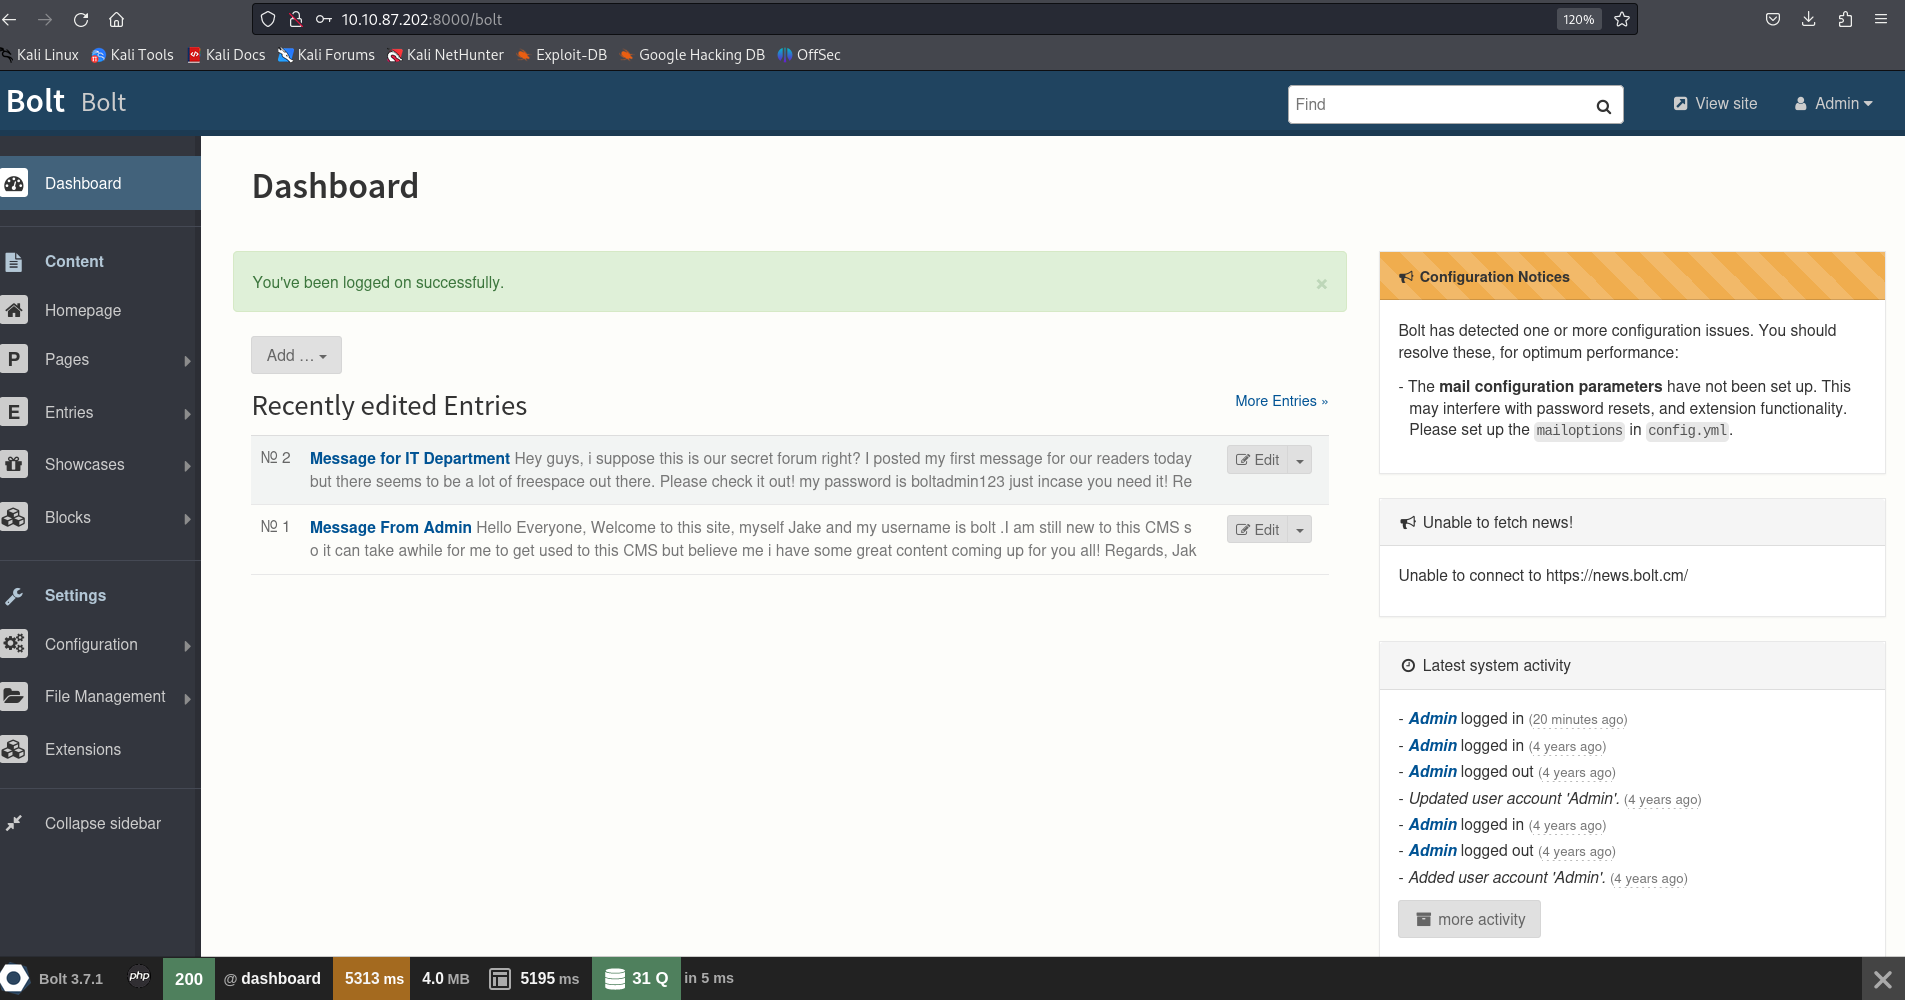 10.10.87.202:8000/bolt
120%
Kali Linux Kali Tools Kali Docs Kali Forums Kali NetHunter Exploit-DB Google Hacking DB OffSec
Bolt Bolt
Find
View site
Admin
Dashboard
Content
Homepage
P Pages
E Entries
Showcases
Blocks
Settings
Configuration
File Management
Extensions
Collapse sidebar
Dashboard
You've been logged on successfully.
×
Add ...
Recently edited Entries
More Entries »
№ 2 Message for IT Department Hey guys, i suppose this is our secret forum right? I posted my first message for our readers today
but there seems to be a lot of freespace out there. Please check it out! my password is boltadmin123 just incase you need it! Re
Edit
№ 1 Message From Admin Hello Everyone, Welcome to this site, myself Jake and my username is bolt .I am still new to this CMS s
o it can take awhile for me to get used to this CMS but believe me i have some great content coming up for you all! Regards, Jak
Edit
Configuration Notices
Bolt has detected one or more configuration issues. You should
resolve these, for optimum performance:
- The mail configuration parameters have not been set up. This
may interfere with password resets, and extension functionality.
Please set up the mailoptions in config.yml.
Unable to fetch news!
Unable to connect to https://news.bolt.cm/
Latest system activity
- Admin logged in (20 minutes ago)
- Admin logged in (4 years ago)
- Admin logged out (4 years ago)
- Updated user account 'Admin'. (4 years ago)
- Admin logged in (4 years ago)
- Admin logged out (4 years ago)
- Added user account 'Admin'. (4 years ago)
more activity
Bolt 3.7.1 php 200 @ dashboard 5313 ms 4.0 MB 5195 ms 31 Q in 5 ms